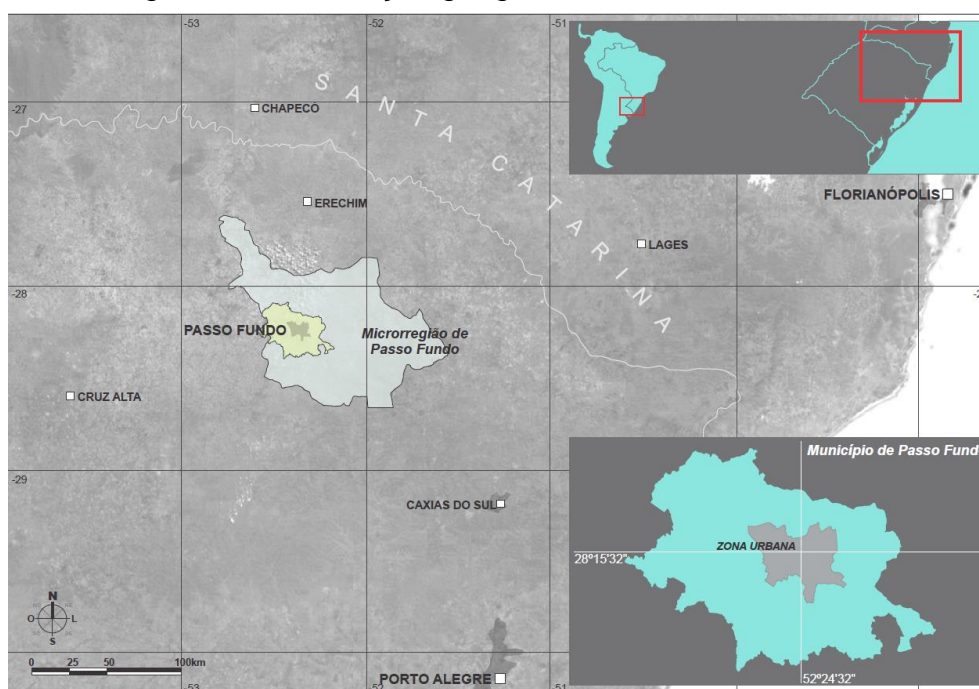 -53
-52
-27
CHAPECÓ
SANTA CATARINA
FLORIANÓPOLIS
ERECHIM
LAGES
-28
PASSO FUNDO
Microrregião de
Passo Fundo
CRUZ ALTA
Município de Passo Fund
-29
CAXIAS DO SUL
ZONA URBANA
28º15'32"
N
O
L
S
0 25 50 100km
PORTO ALEGRE
52º24'32"
-53
-52
-51